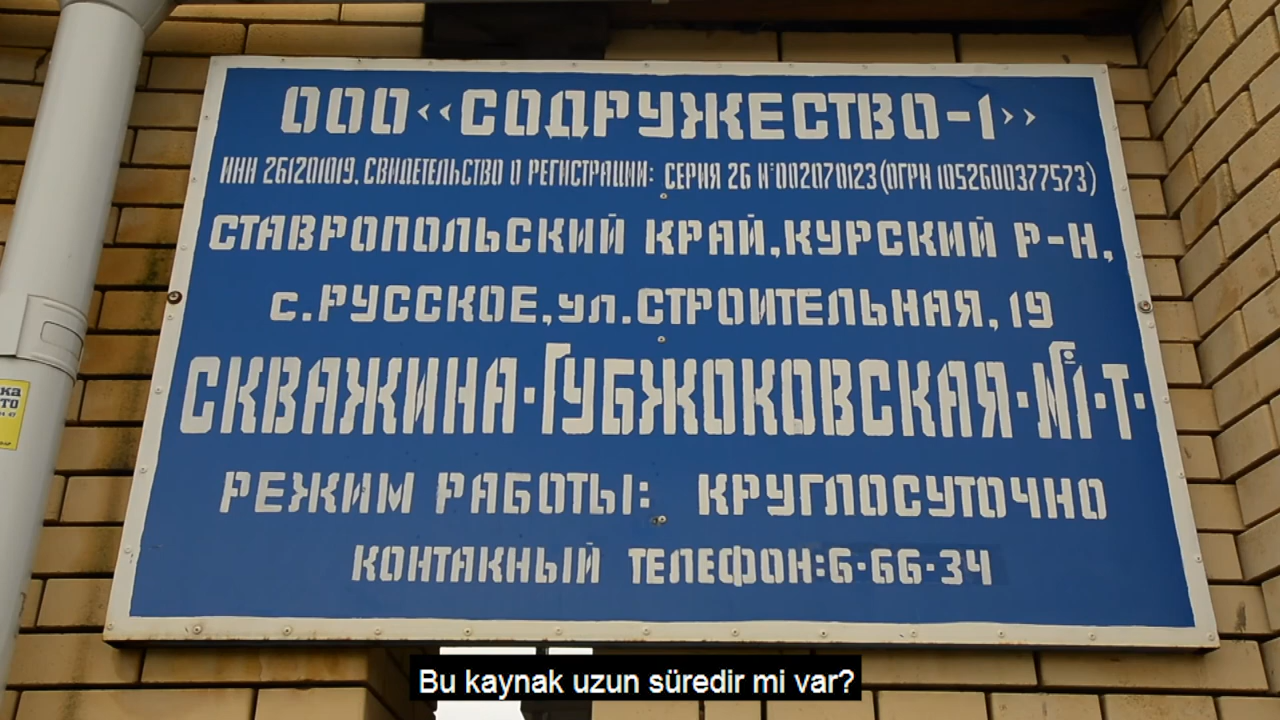 ООО «СОДРУЖЕСТВО-1»
ИНН 261201019. СВИДЕТЕЛЬСТВО О РЕГИСТРАЦИИ: СЕРИЯ 26 №002070123 (ОГРН 1052600377573)
СТАВРОПОЛЬСКИЙ КРАЙ, КУРСКИЙ Р-Н,
с. РУССКОЕ, ул. СТРОИТЕЛЬНАЯ, 19
СКВАЖИНА·ГУБЖОКОВСКАЯ·№1·Т·
РЕЖИМ РАБОТЫ: КРУГЛОСУТОЧНО
КОНТАКНЫЙ ТЕЛЕФОН: 6-66-34
Bu kaynak uzun süredir mi var?